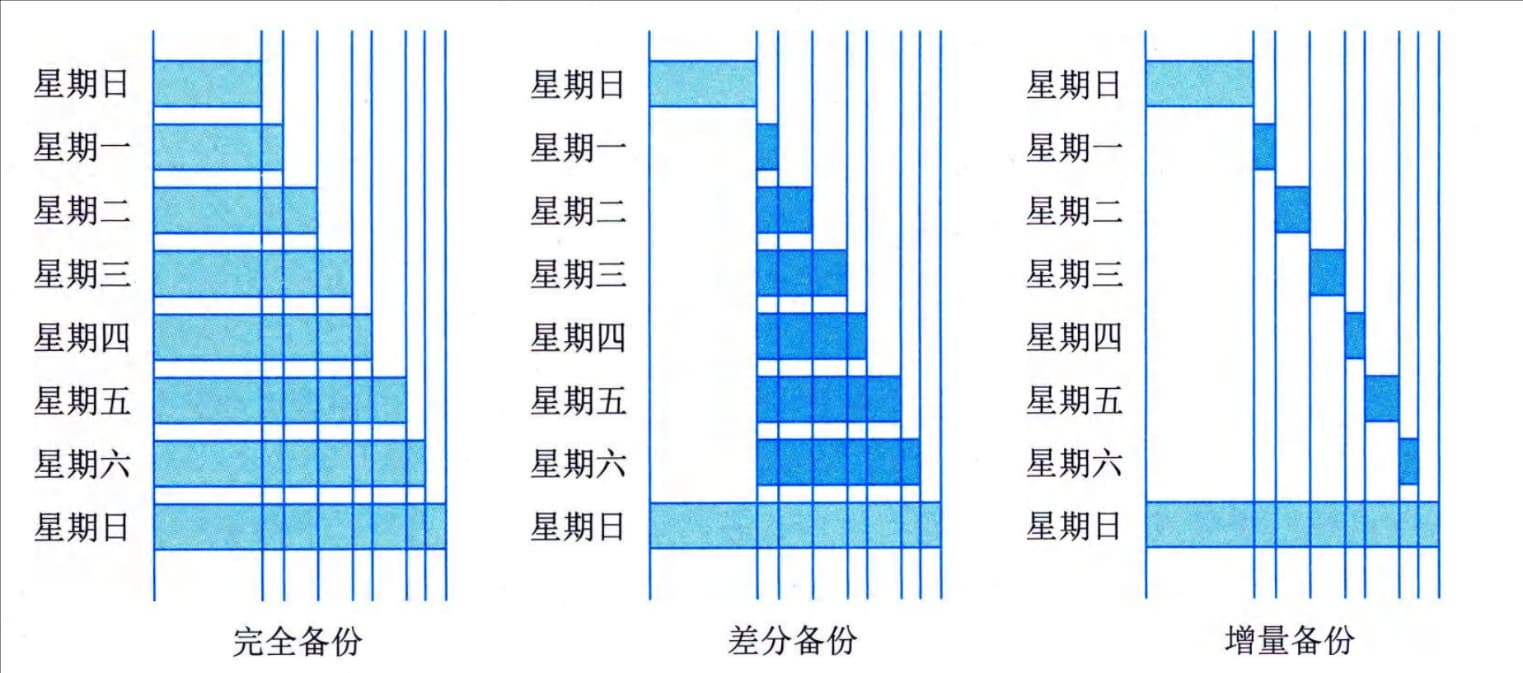 星期日
星期一
星期二
星期三
星期四
星期五
星期六
星期日
完全备份
星期日
星期一
星期二
星期三
星期四
星期五
星期六
星期日
差分备份
星期日
星期一
星期二
星期三
星期四
星期五
星期六
星期日
增量备份